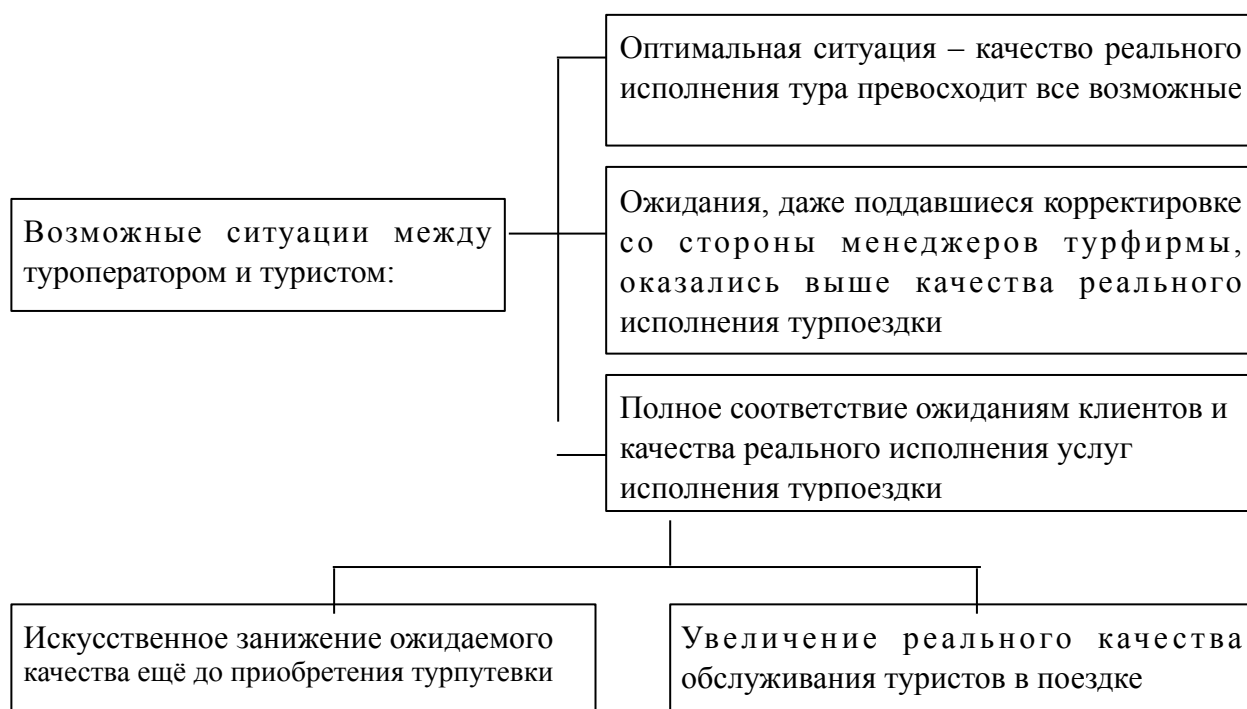 Оптимальная ситуация – качество реального
исполнения тура превосходит все возможные
Возможные ситуации между
туроператором и туристом:
Ожидания, даже поддавшиеся корректировке
со стороны менеджеров турфирмы,
оказались выше качества реального
исполнения турпоездки
Полное соответствие ожиданиям клиентов и
качества реального исполнения услуг
исполнения турпоездки
Искусственное занижение ожидаемого
качества ещё до приобретения турпутевки
Увеличение реального качества
обслуживания туристов в поездке